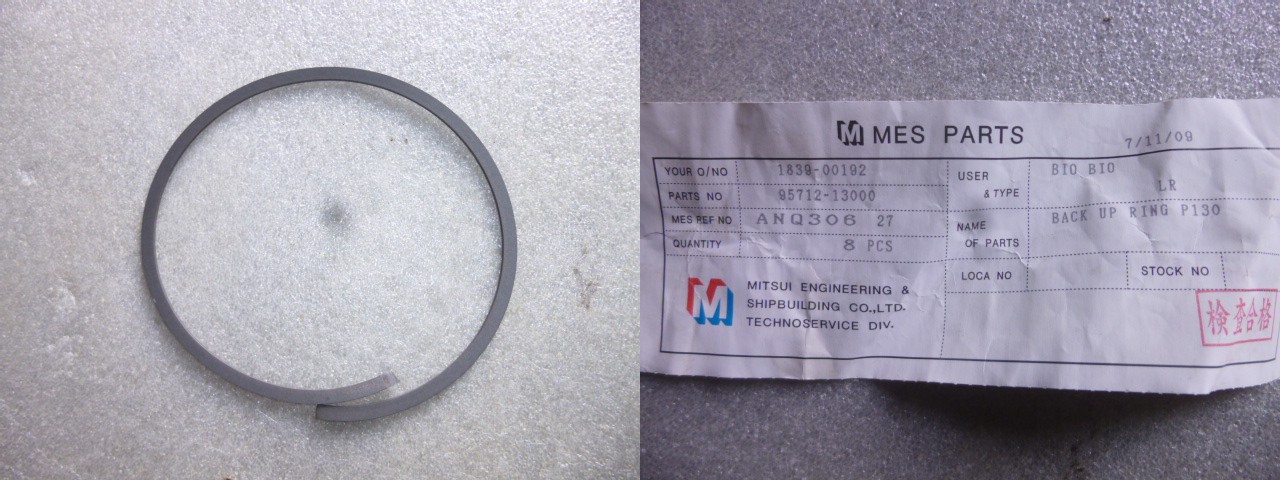 M MES PARTS
7/11/09
YOUR O/NO 1839-00192
PARTS NO 95712-13000
MES REF NO ANQ306 27
QUANTITY 8 PCS
USER & TYPE BIO BIO
LR
NAME OF PARTS BACK UP RING P130
LOCA NO
STOCK NO
M
MITSUI ENGINEERING &
SHIPBUILDING CO.,LTD.
TECHNOSERVICE DIV.
検査合格